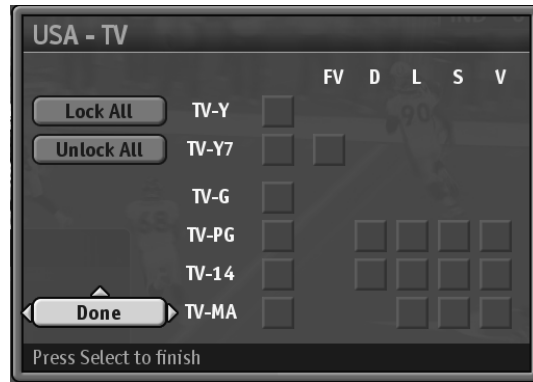 USA - TV
FV D L S V
Lock All TV-Y
Unlock All TV-Y7
TV-G
TV-PG
TV-14
Done TV-MA
Press Select to finish